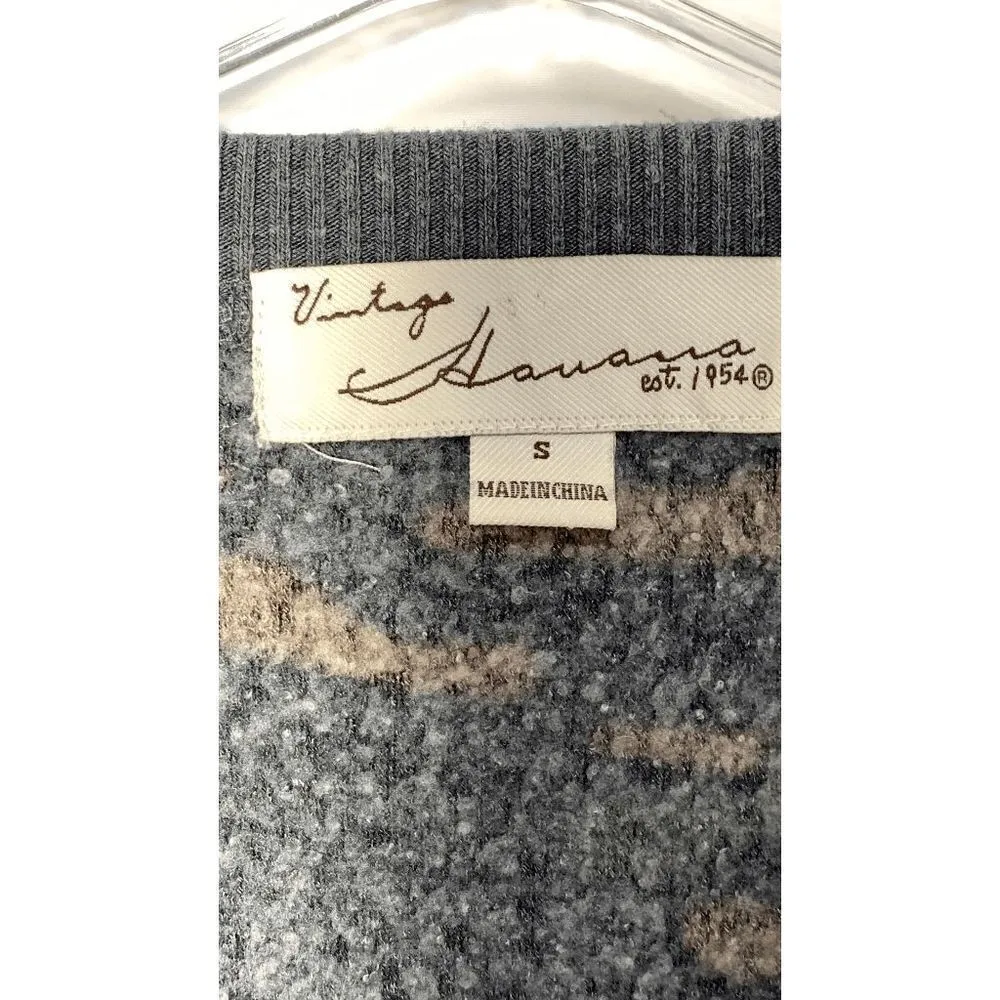 Vintage
Havana
est. 1954®
S
MADEINCHINA